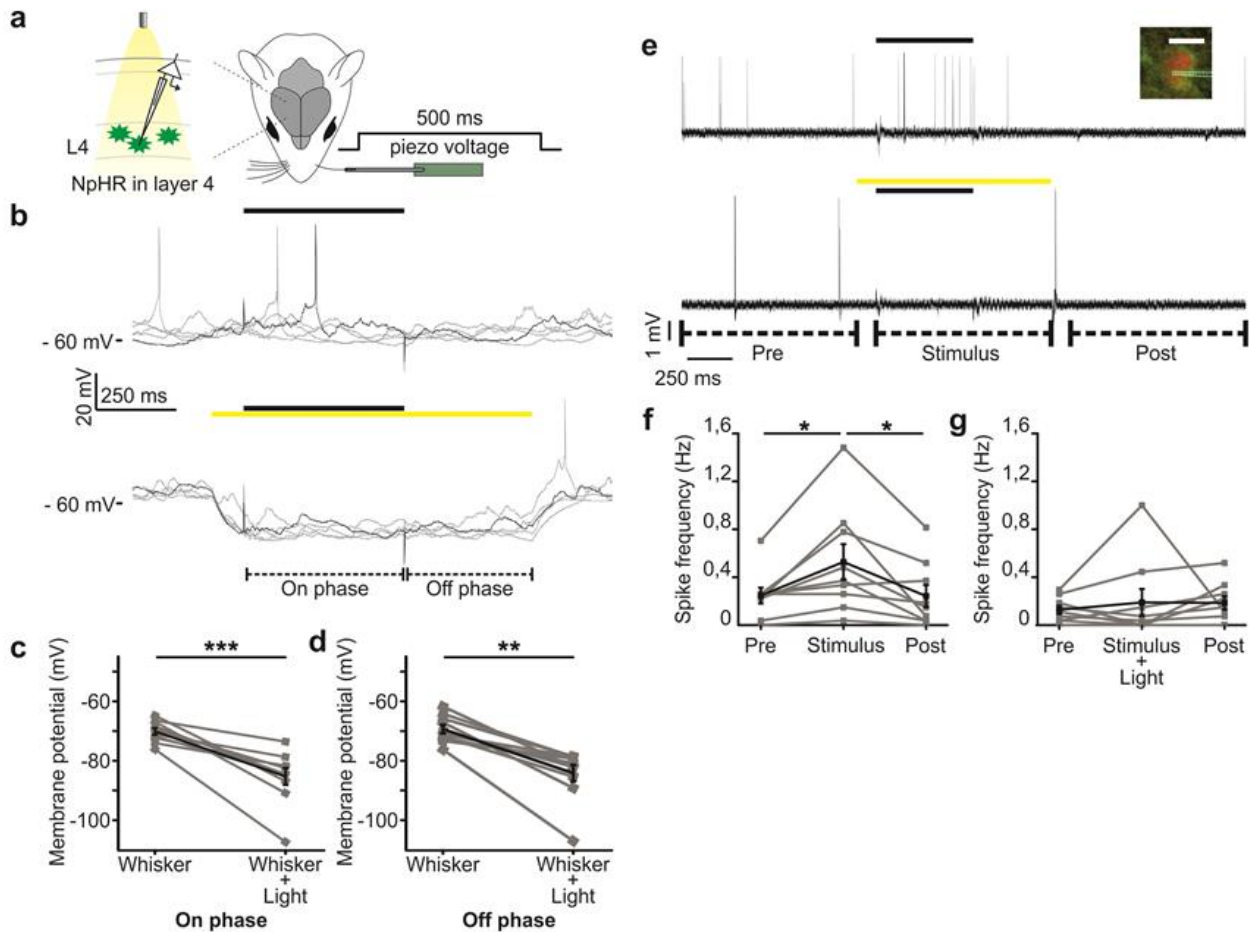 a
L4
NpHR in layer 4
500 ms
piezo voltage
b
- 60 mV-
20 mV
250 ms
- 60 mV-
On phase
Off phase
c
***
Membrane potential (mV)
-60
-80
-100
Whisker
Whisker
+
Light
On phase
d
**
Membrane potential (mV)
-60
-80
-100
Whisker
Whisker
+
Light
Off phase
e
1 mV
Pre
Stimulus
Post
250 ms
f
*
*
Spike frequency (Hz)
1,6
1,2
0,8
0,4
0
Pre
Stimulus
Post
g
Spike frequency (Hz)
1,6
1,2
0,8
0,4
0
Pre
Stimulus
+
Light
Post